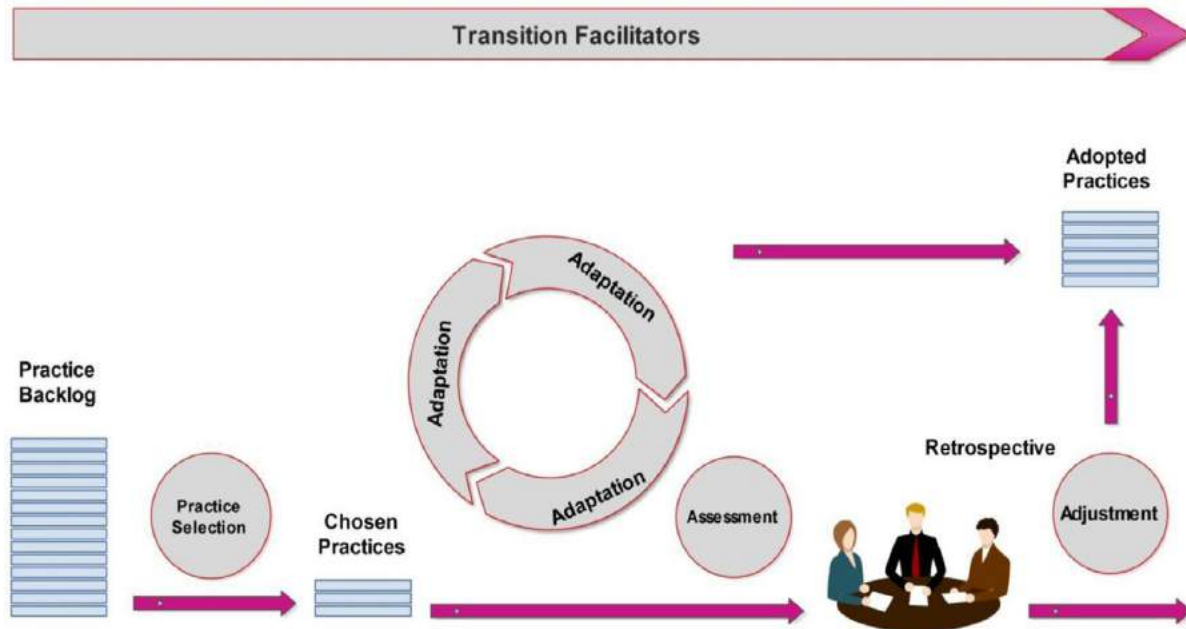 Transition Facilitators
Adopted
Practices
Adaptation
Adaptation
Adaptation
Practice
Backlog
Retrospective
Practice
Selection
Chosen
Practices
Assessment
Adjustment